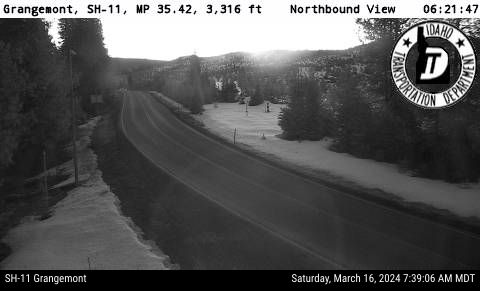 Grangemont, SH-11, MP 35.42, 3,316 ft Northbound View 06:21:47
IDAHO
TRANSPORTATION DEPARTMENT
SH-11 Grangemont Saturday, March 16, 2024 7:39:06 AM MDT